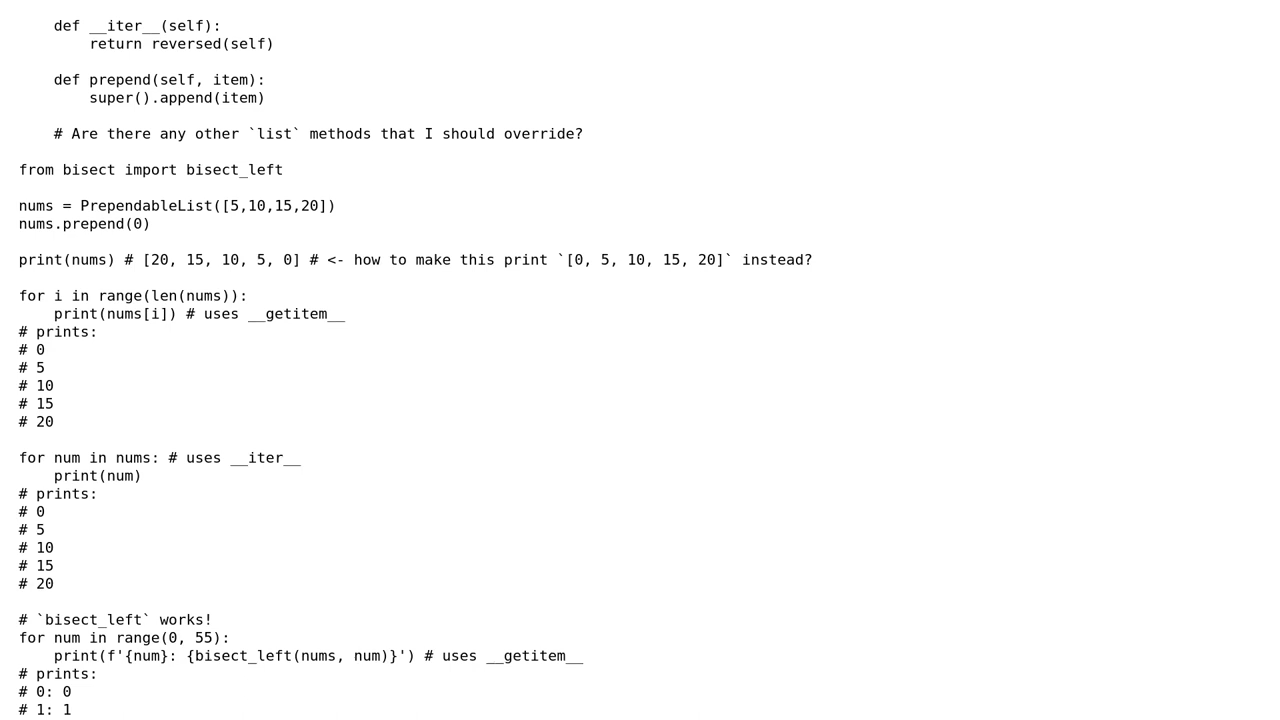 def __iter__(self):
        return reversed(self)

    def prepend(self, item):
        super().append(item)

    # Are there any other `list` methods that I should override?

from bisect import bisect_left

nums = PrependableList([5,10,15,20])
nums.prepend(0)

print(nums) # [20, 15, 10, 5, 0] # <- how to make this print `[0, 5, 10, 15, 20]` instead?

for i in range(len(nums)):
    print(nums[i]) # uses __getitem__
# prints:
# 0
# 5
# 10
# 15
# 20

for num in nums: # uses __iter__
    print(num)
# prints:
# 0
# 5
# 10
# 15
# 20

# `bisect_left` works!
for num in range(0, 55):
    print(f'{num}: {bisect_left(nums, num)}') # uses __getitem__
# prints:
# 0: 0
# 1: 1